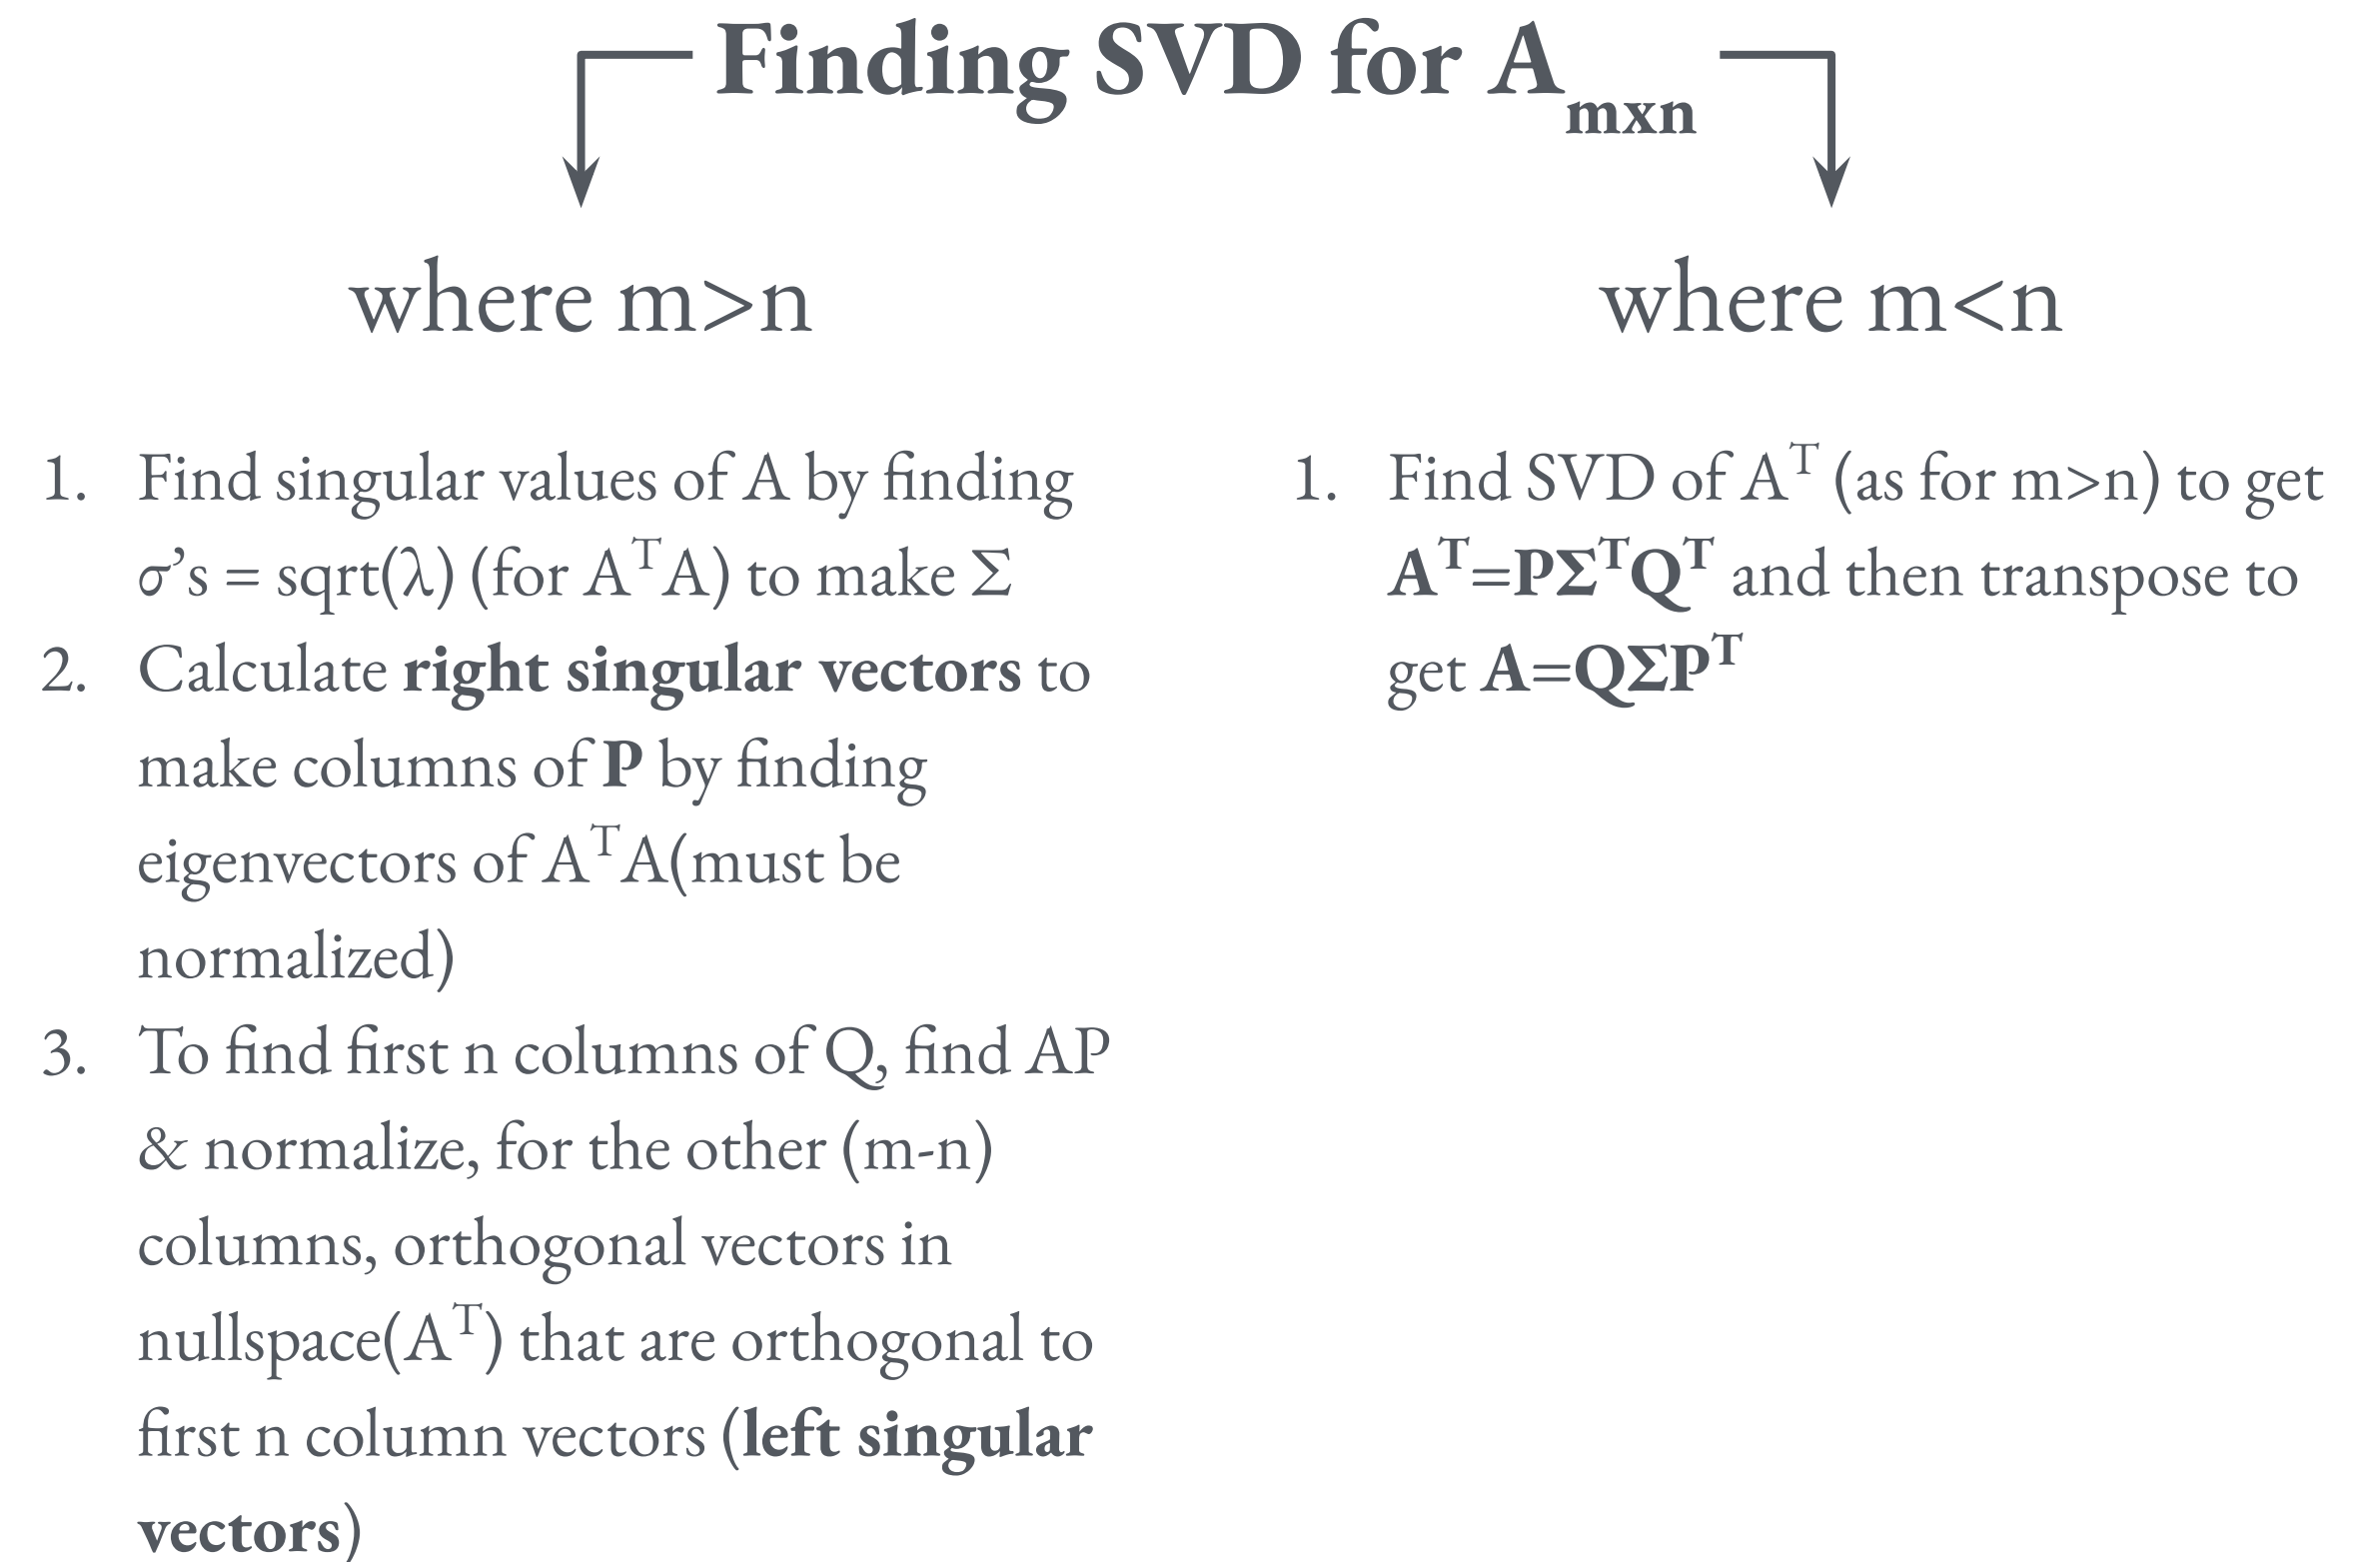 Finding SVD for Aₘₓₙ
where m>n
1. Find singular values of A by finding
σ's = sqrt(λ) (for AᵀA) to make Σ
2. Calculate right singular vectors to
make columns of P by finding
eigenvectors of AᵀA(must be
normalized)
3. To find first n columns of Q, find AP
& normalize, for the other (m-n)
columns, orthogonal vectors in
nullspace(Aᵀ) that are orthogonal to
first n column vectors (left singular
vectors)
where m<n
1. Find SVD of Aᵀ (as for m>n) to get
Aᵀ=PΣᵀQᵀ and then transpose to
get A=QΣPᵀ